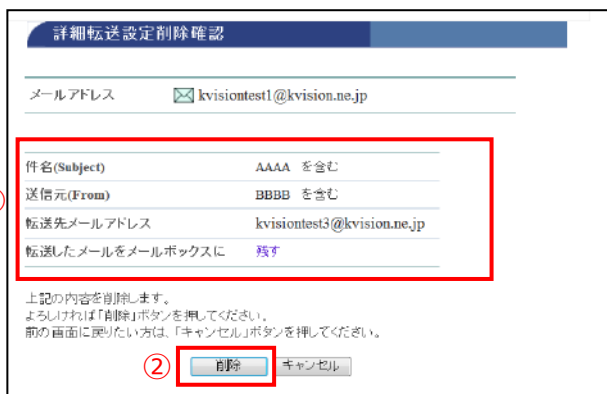 詳細転送設定削除確認
メールアドレス kvisiontest1@kvision.ne.jp
件名(Subject) AAAA を含む
送信元(From) BBBB を含む
転送先メールアドレス kvisiontest3@kvision.ne.jp
転送したメールをメールボックスに 残す
上記の内容を削除します。
よろしければ「削除」ボタンを押してください。
前の画面に戻りたい方は、「キャンセル」ボタンを押してください。
② 削除 キャンセル